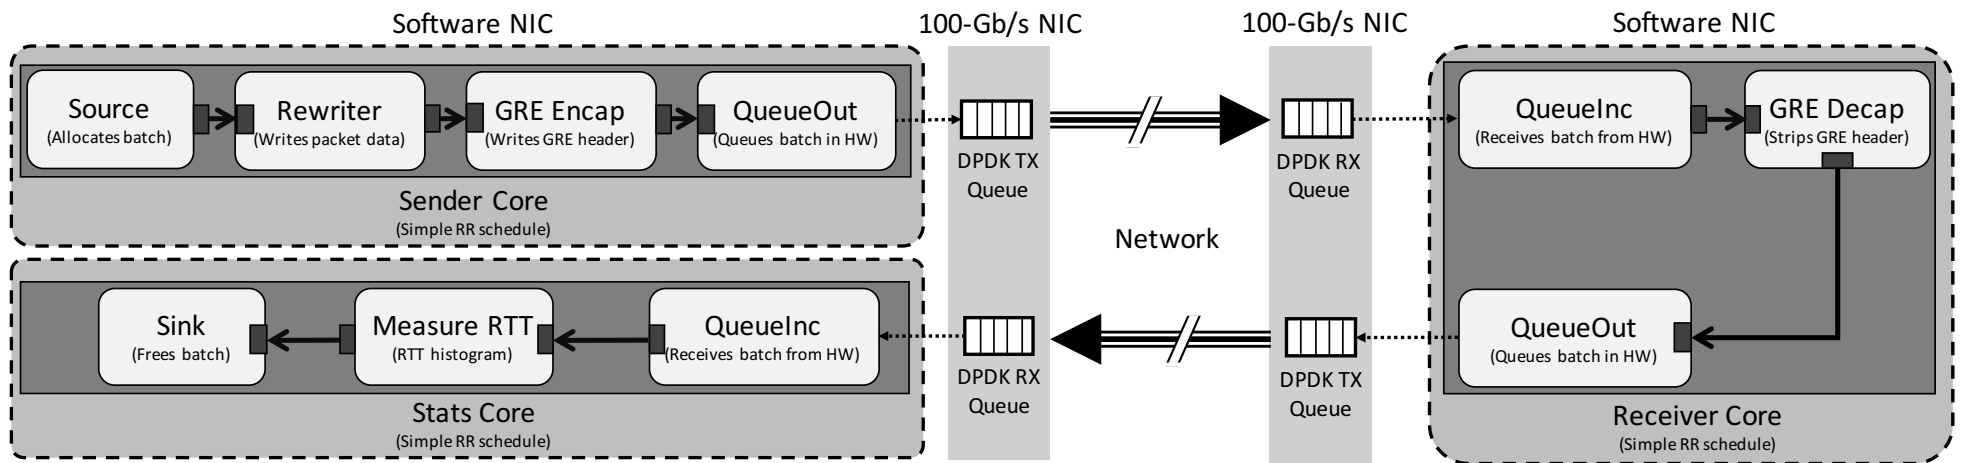 Software NIC
100-Gb/s NIC
100-Gb/s NIC
Software NIC
Source
(Allocates batch)
Rewriter
(Writes packet data)
GRE Encap
(Writes GRE header)
QueueOut
(Queues batch in HW)
Sender Core
(Simple RR schedule)
DPDK TX
Queue
DPDK RX
Queue
QueueInc
(Receives batch from HW)
GRE Decap
(Strips GRE header)
Network
Sink
(Frees batch)
Measure RTT
(RTT histogram)
QueueInc
(Receives batch from HW)
Stats Core
(Simple RR schedule)
DPDK RX
Queue
DPDK TX
Queue
QueueOut
(Queues batch in HW)
Receiver Core
(Simple RR schedule)